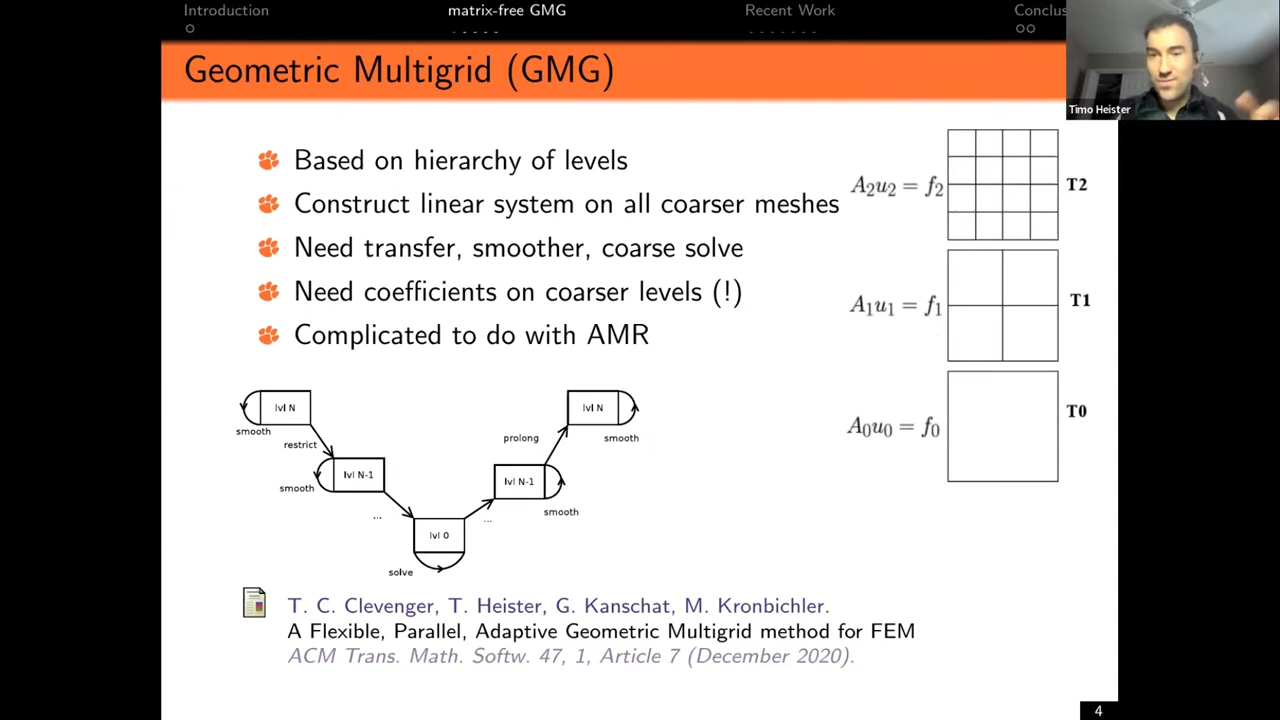 Introduction
matrix-free GMG
Recent Work
Conclus
Timo Heister
Geometric Multigrid (GMG)
Based on hierarchy of levels
Construct linear system on all coarser meshes
Need transfer, smoother, coarse solve
Need coefficients on coarser levels (!)
Complicated to do with AMR
A₂u₂ = f₂
T2
A₁u₁ = f₁
T1
A₀u₀ = f₀
T0
lvl N
smooth
restrict
lvl N-1
smooth
...
lvl 0
solve
...
lvl N-1
smooth
prolong
lvl N
smooth
T. C. Clevenger, T. Heister, G. Kanschat, M. Kronbichler.
A Flexible, Parallel, Adaptive Geometric Multigrid method for FEM
ACM Trans. Math. Softw. 47, 1, Article 7 (December 2020).
4